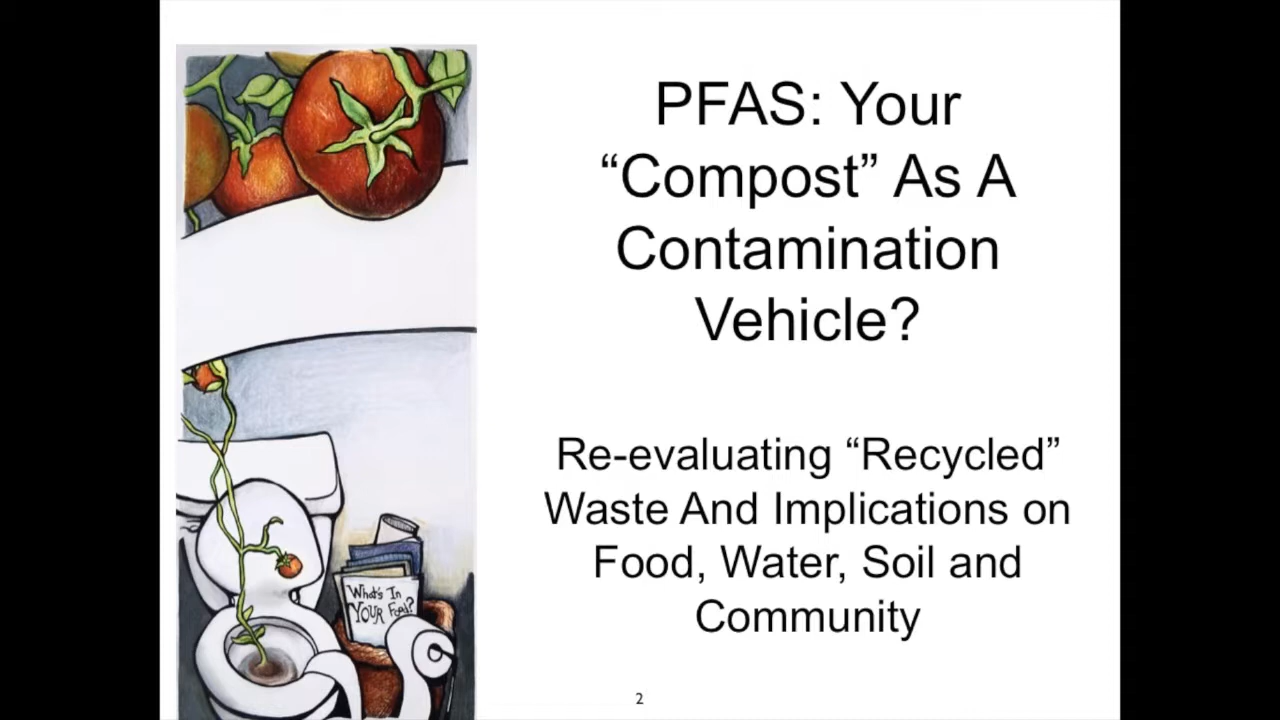 PFAS: Your
“Compost” As A
Contamination
Vehicle?
Re-evaluating “Recycled”
Waste And Implications on
Food, Water, Soil and
Community
What's In
YOUR Food?
2